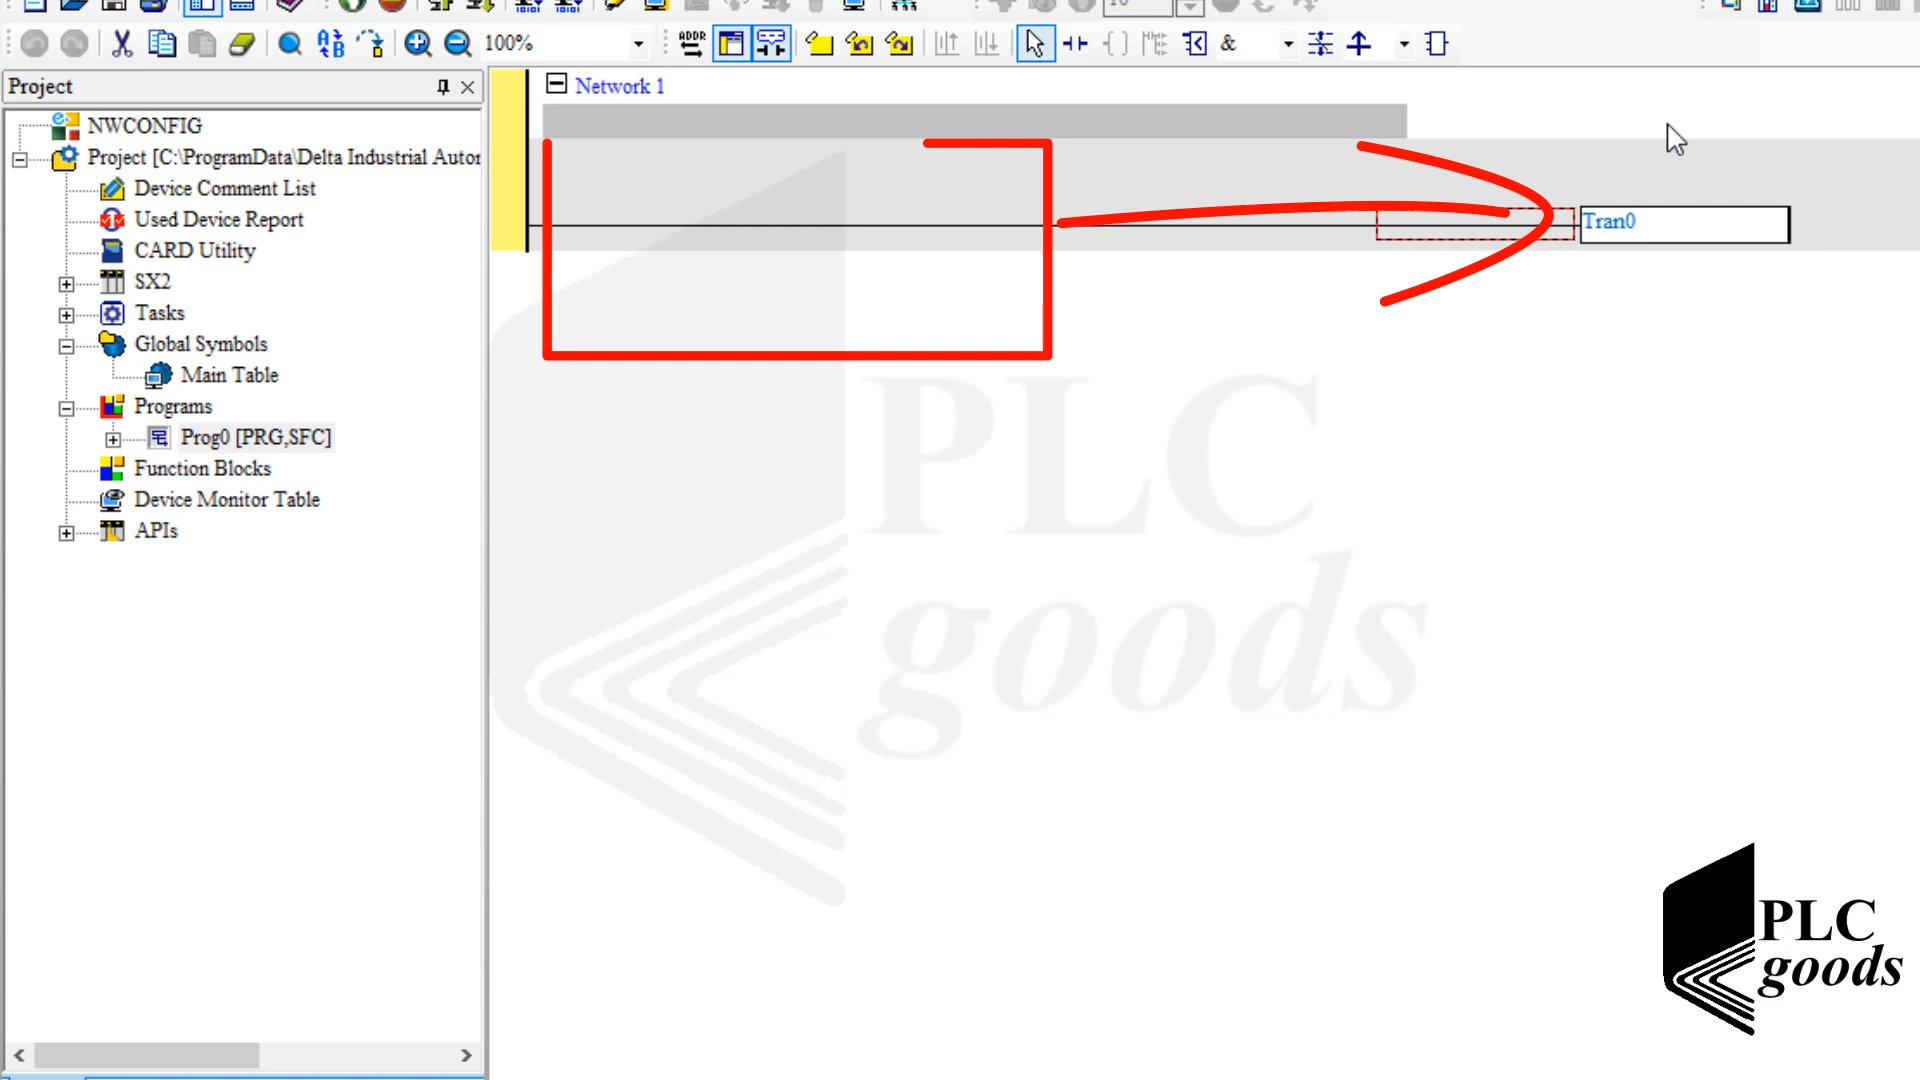 10
100%
ADDR
&
Project
Network 1
NWCONFIG
Project [C:\ProgramData\Delta Industrial Autor
Device Comment List
Used Device Report
CARD Utility
SX2
Tasks
Global Symbols
Main Table
Programs
Prog0 [PRG,SFC]
Function Blocks
Device Monitor Table
APIs
Tran0
PLC
goods
PLC
goods